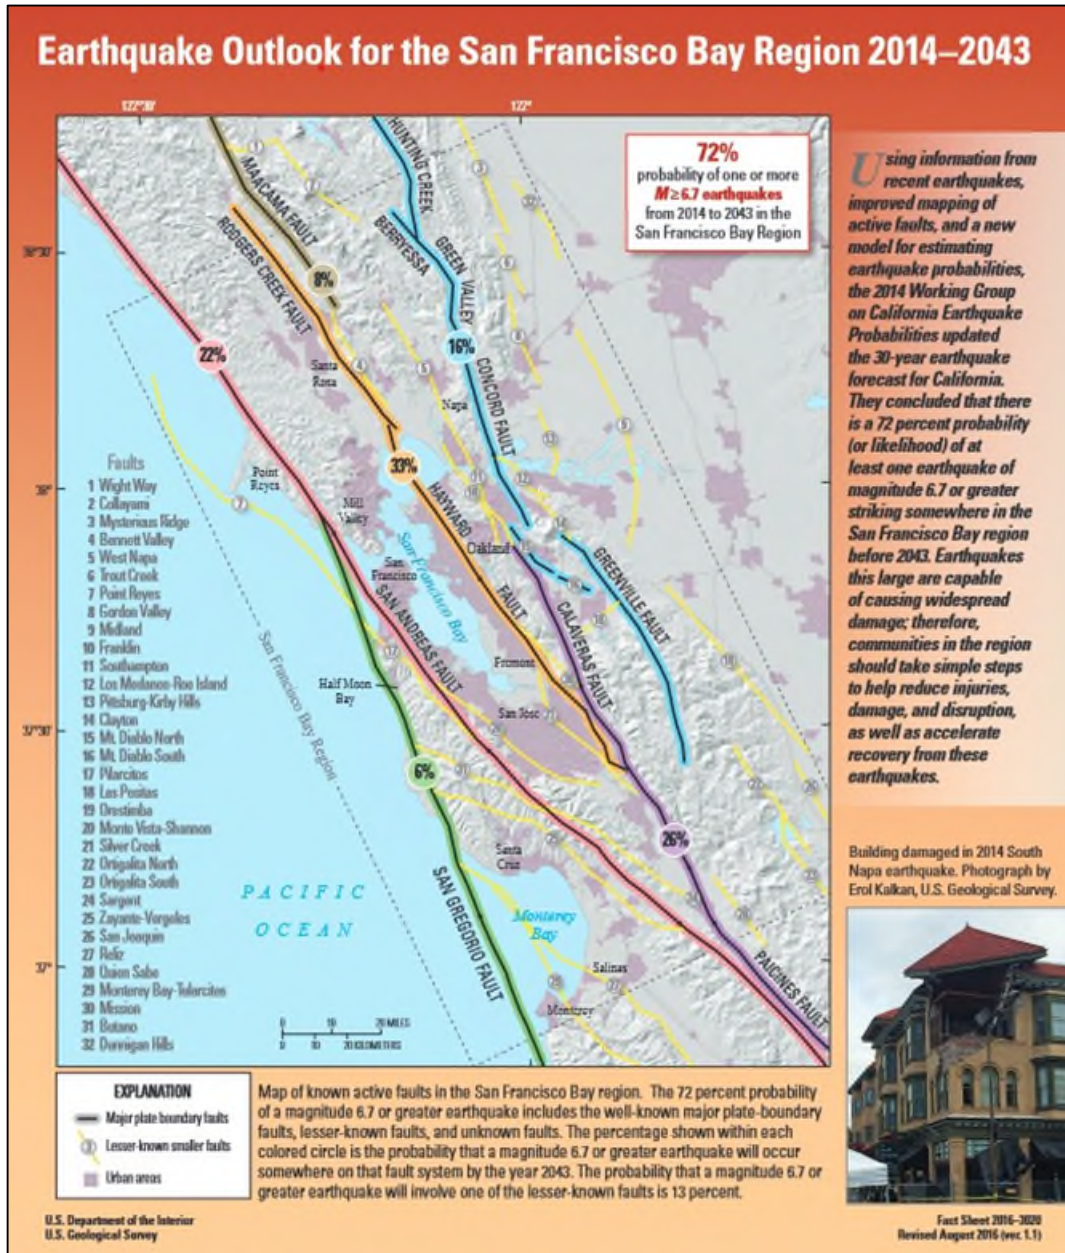 Earthquake Outlook for the San Francisco Bay Region 2014–2043
122°
72%
probability of one or more
M≥6.7 earthquakes
from 2014 to 2043 in the
San Francisco Bay Region
Using information from
recent earthquakes,
improved mapping of
active faults, and a new
model for estimating
earthquake probabilities,
the 2014 Working Group
on California Earthquake
Probabilities updated
the 30-year earthquake
forecast for California.
They concluded that there
is a 72 percent probability
(or likelihood) of at
least one earthquake of
magnitude 6.7 or greater
striking somewhere in the
San Francisco Bay region
before 2043. Earthquakes
this large are capable
of causing widespread
damage; therefore,
communities in the region
should take simple steps
to help reduce injuries,
damage, and disruption,
as well as accelerate
recovery from these
earthquakes.
MAACAMA FAULT
RODGERS CREEK FAULT
HUNTING CREEK
BERRYESSA
GREEN VALLEY
CONCORD FAULT
8%
22%
16%
33%
Santa
Rosa
Napa
38°
Point
Reyes
Mill
Valley
HAYWARD
FAULT
Oakland
San
Francisco
San Francisco Bay
SAN ANDREAS FAULT
CALAVERAS FAULT
GREENVILLE FAULT
Fremont
Half Moon
Bay
San Jose
37°30'
San Francisco Bay Region
6%
26%
Santa
Cruz
SAN GREGORIO FAULT
PACIFIC
OCEAN
Monterey
Bay
Salinas
Monterey
PAICINES FAULT
37°
0 10 20 MILES
0 10 20 KILOMETERS
Faults
1 Wight Way
2 Collayami
3 Mysterious Ridge
4 Bennett Valley
5 West Napa
6 Trout Creek
7 Point Reyes
8 Gordon Valley
9 Midland
10 Franklin
11 Southampton
12 Los Medanos-Roe Island
13 Pittsburg-Kirby Hills
14 Clayton
15 Mt. Diablo North
16 Mt. Diablo South
17 Pilarcitos
18 Las Positas
19 Orestimba
20 Monte Vista-Shannon
21 Silver Creek
22 Ortigalita North
23 Ortigalita South
24 Sargent
25 Zayante-Vergeles
26 San Joaquin
27 Reliz
28 Quien Sabe
29 Monterey Bay-Tularcitos
30 Mission
31 Butano
32 Dunnigan Hills
Building damaged in 2014 South
Napa earthquake. Photograph by
Erol Kalkan, U.S. Geological Survey.
EXPLANATION
Major plate boundary faults
Lesser-known smaller faults
Urban areas
Map of known active faults in the San Francisco Bay region. The 72 percent probability
of a magnitude 6.7 or greater earthquake includes the well-known major plate-boundary
faults, lesser-known faults, and unknown faults. The percentage shown within each
colored circle is the probability that a magnitude 6.7 or greater earthquake will occur
somewhere on that fault system by the year 2043. The probability that a magnitude 6.7 or
greater earthquake will involve one of the lesser-known faults is 13 percent.
U.S. Department of the Interior
U.S. Geological Survey
Fact Sheet 2016–3020
Revised August 2016 (ver. 1.1)